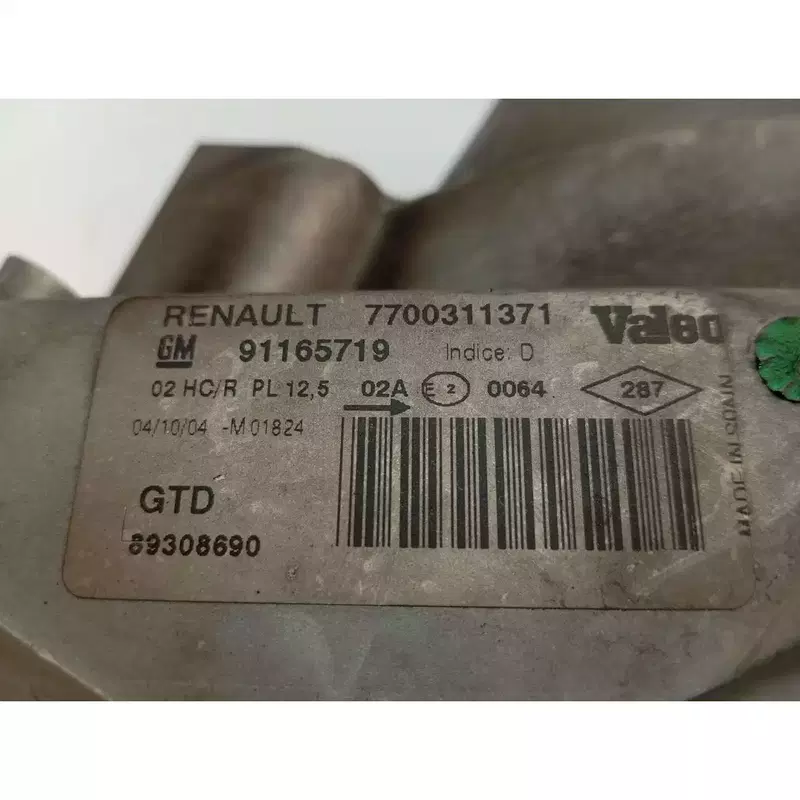 RENAULT 7700311371 Valeo
GM 91165719 Indice: D
02 HC/R PL 12,5 02A E 2 0064 287
04/10/04 -M 01824
GTD
89308690
MADE IN SPAIN